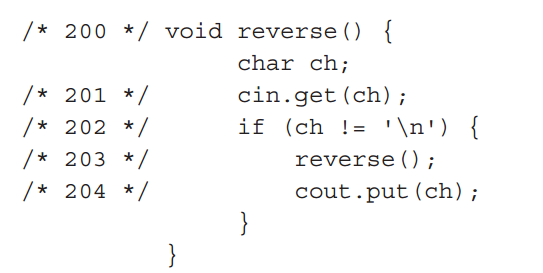 /* 200 */ void reverse() {
              char ch;
/* 201 */     cin.get(ch);
/* 202 */     if (ch != '\n') {
/* 203 */         reverse();
/* 204 */         cout.put(ch);
              }
          }